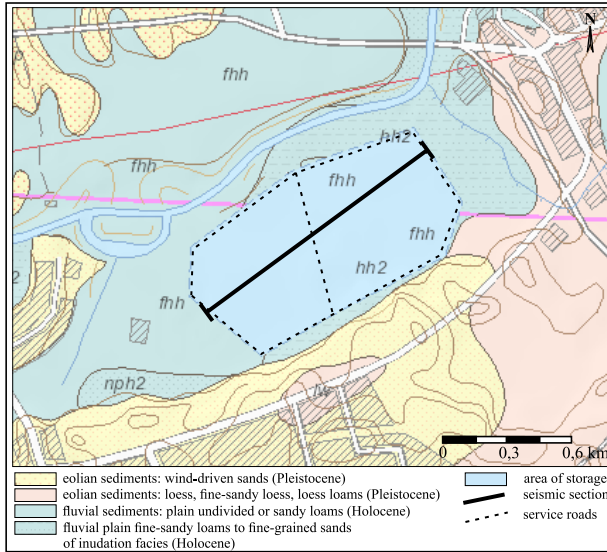 N
fhh
hh2
fhh
fhh
fhh
hh2
fhh
2
nph2
lw
0 0,3 0,6 km
eolian sediments: wind-driven sands (Pleistocene)
eolian sediments: loess, fine-sandy loess, loess loams (Pleistocene)
fluvial sediments: plain undivided or sandy loams (Holocene)
fluvial plain fine-sandy loams to fine-grained sands
of inudation facies (Holocene)
area of storage
seismic section
service roads